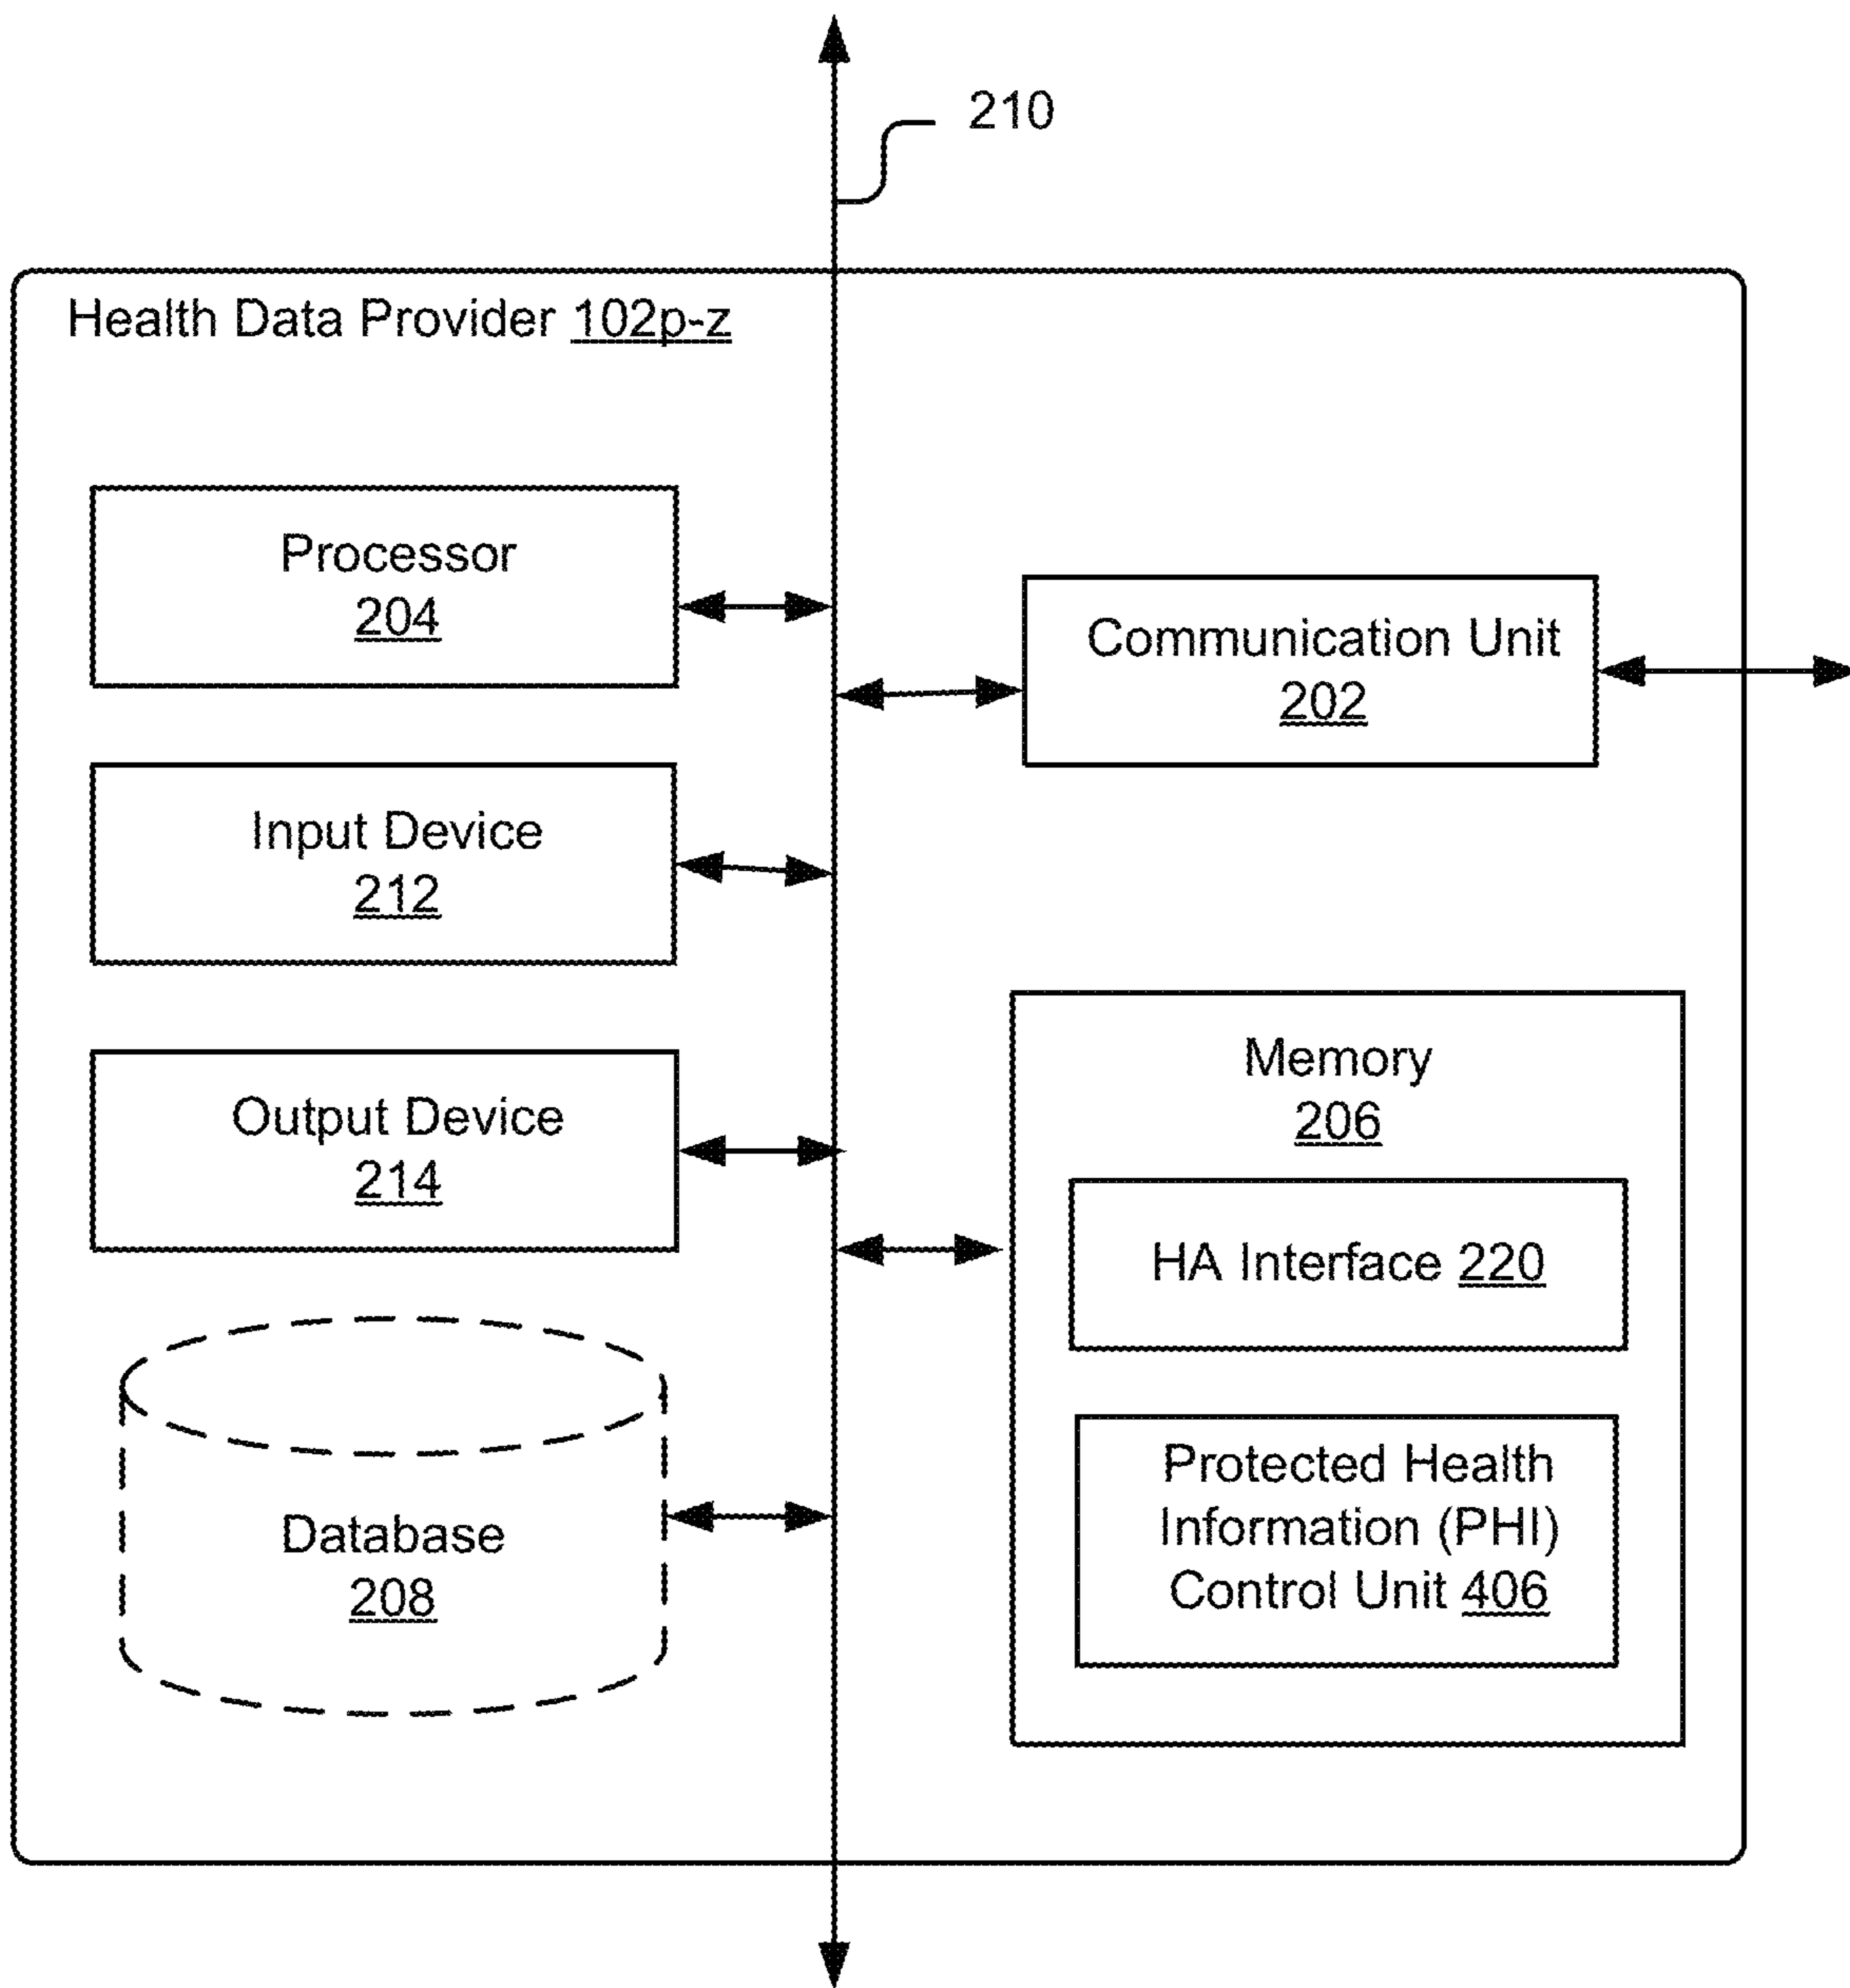 210
Health Data Provider 102p-z
Processor
204
Communication Unit
202
Input Device
212
Memory
206
Output Device
214
HA Interface 220
Protected Health
Information (PHI)
Control Unit 406
Database
208